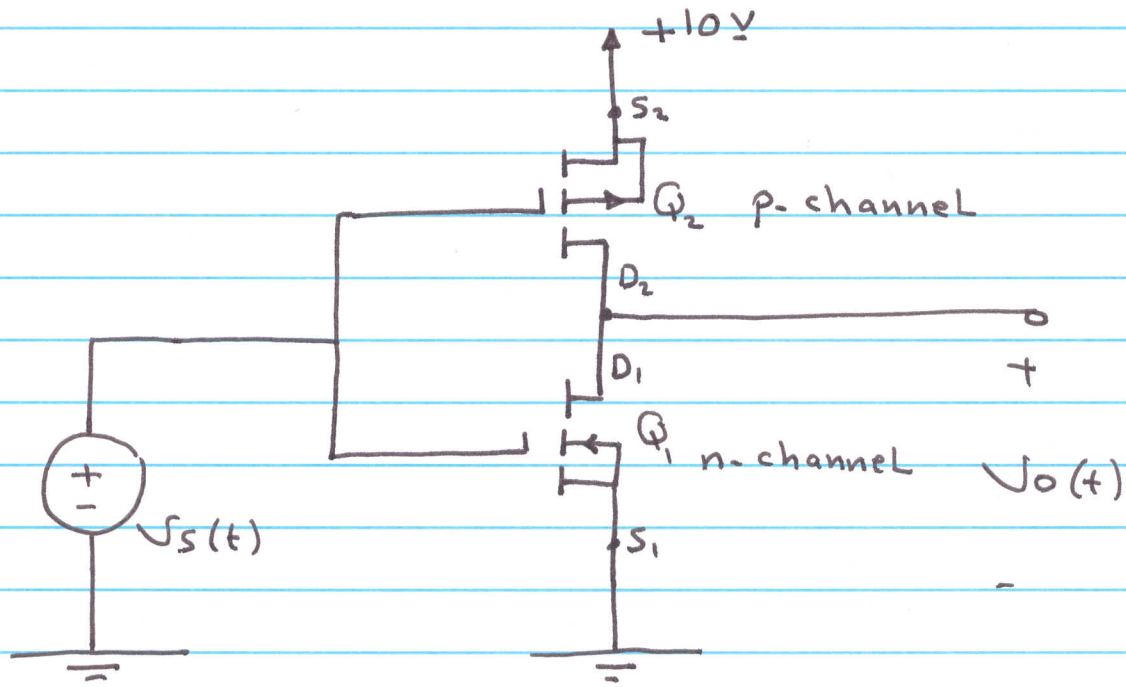 +10V
S₂
Q₂ p-channel
D₂
D₁
+
Q₁ n-channel
Vo(t)
+
-
Vs(t)
S₁
-